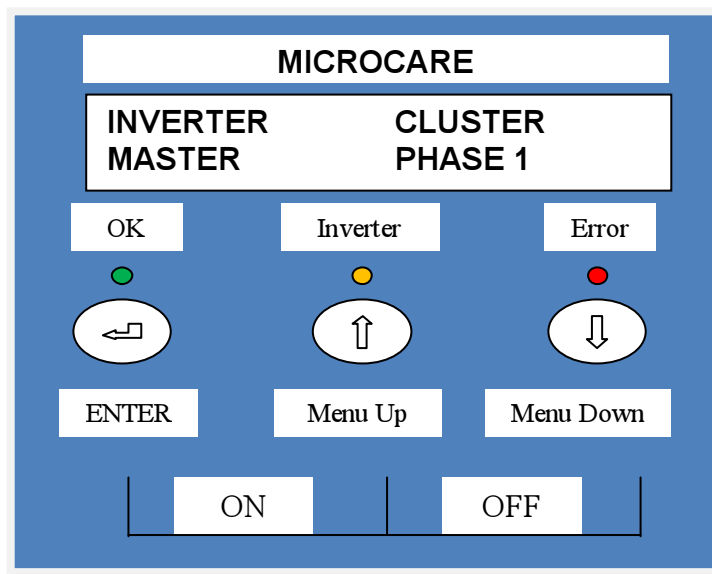 MICROCARE
INVERTER CLUSTER
MASTER PHASE 1
OK Inverter Error
ENTER Menu Up Menu Down
ON OFF